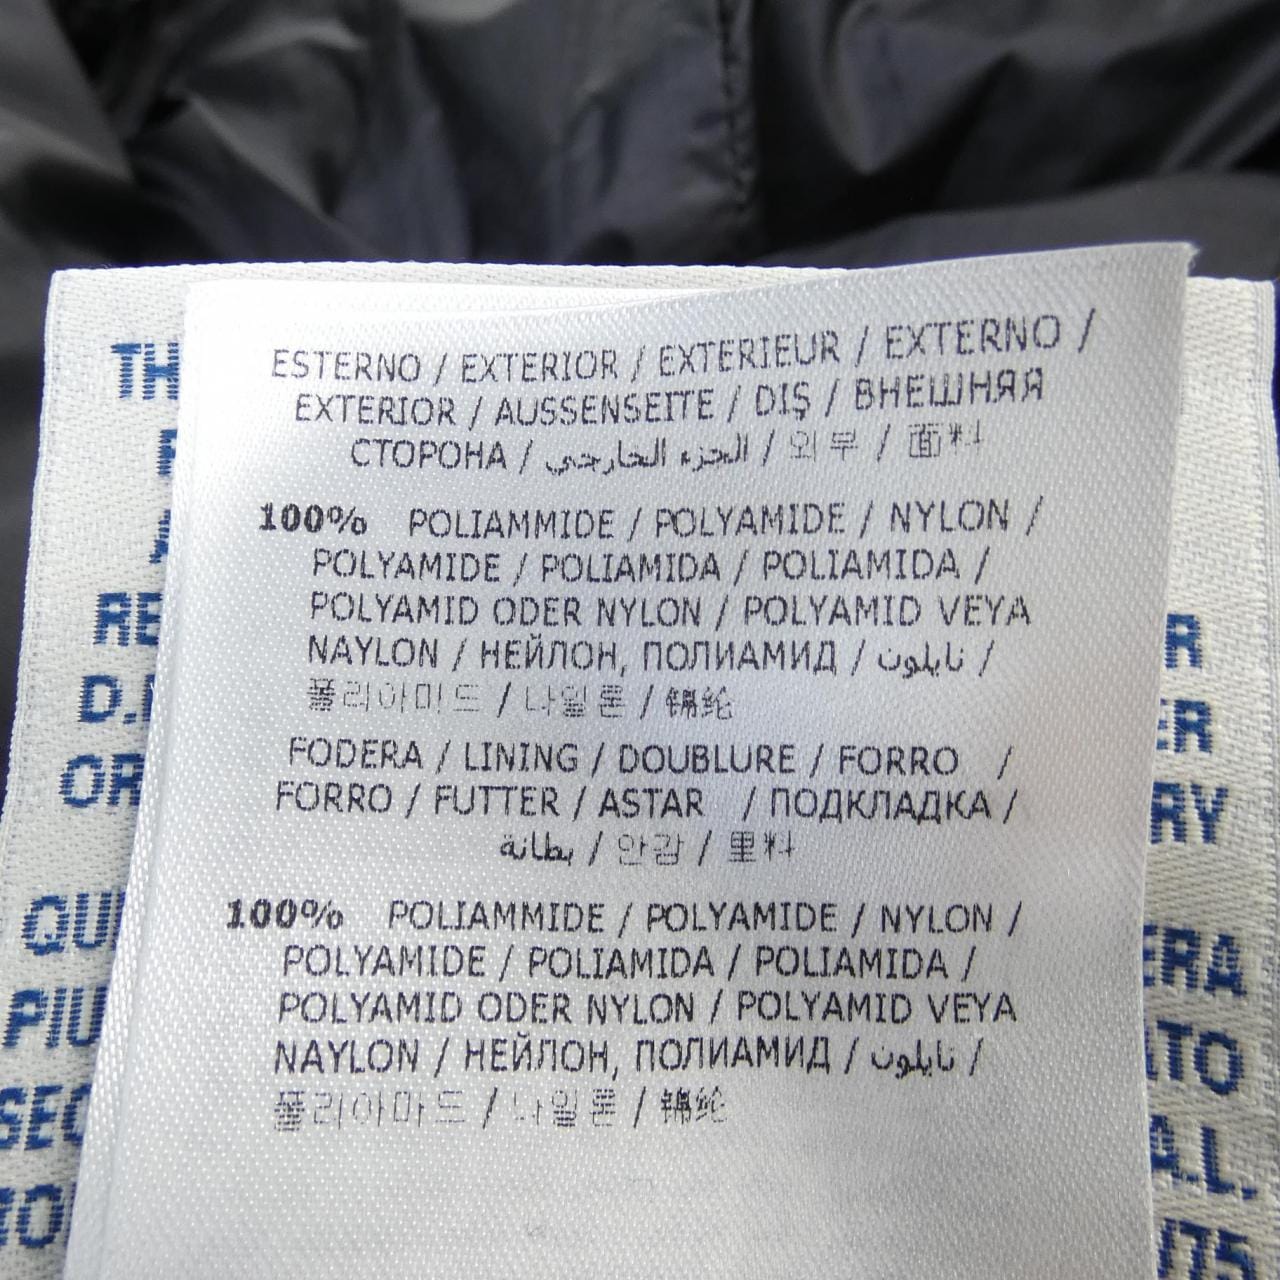 ESTERNO / EXTERIOR / EXTERIEUR / EXTERNO /
EXTERIOR / AUSSENSEITE / DIŞ / ВНЕШНЯЯ
СТОРОНА / الجزء الخارجي / 외부 / 面料
100% POLIAMMIDE / POLYAMIDE / NYLON /
POLYAMIDE / POLIAMIDA / POLIAMIDA /
POLYAMID ODER NYLON / POLYAMID VEYA
NAYLON / НЕЙЛОН, ПОЛИАМИД / نايلون /
폴리아미드 / 나일론 / 锦纶
FODERA / LINING / DOUBLURE / FORRO /
FORRO / FUTTER / ASTAR / ПОДКЛАДКА /
بطانة / 안감 / 里料
100% POLIAMMIDE / POLYAMIDE / NYLON /
POLYAMIDE / POLIAMIDA / POLIAMIDA /
POLYAMID ODER NYLON / POLYAMID VEYA
NAYLON / НЕЙЛОН, ПОЛИАМИД / نايلون /
폴리아마드 / 나일론 / 锦纶